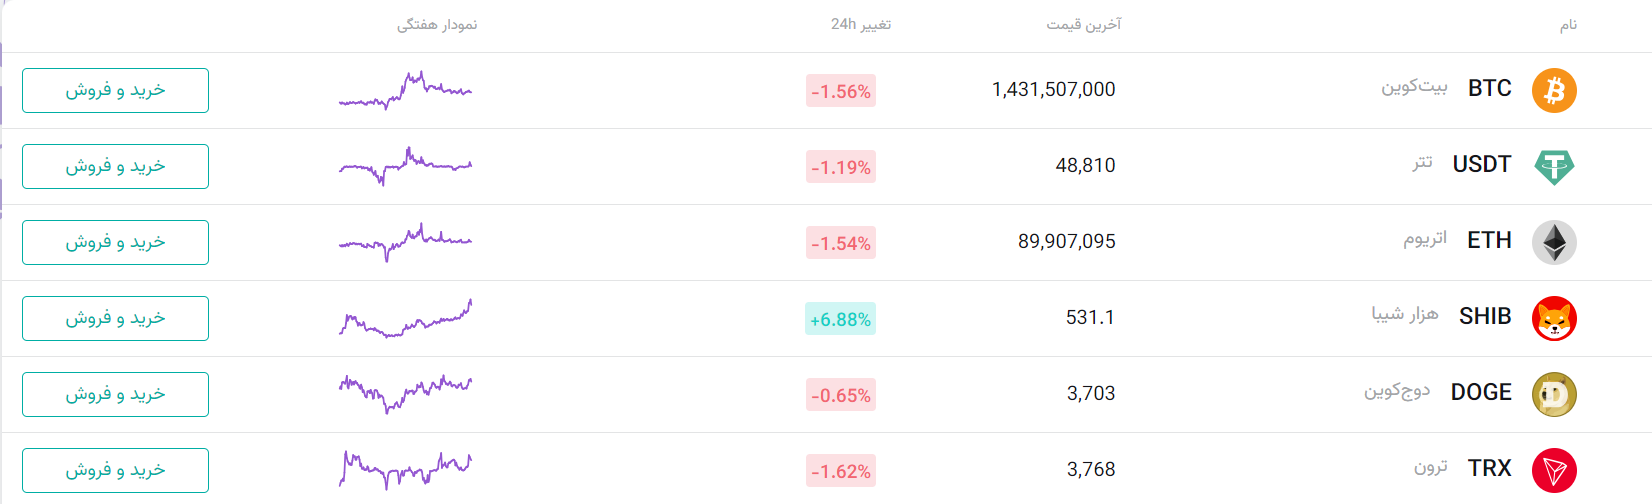 نام آخرین قیمت تغییر 24h نمودار هفتگی
BTC بیت‌کوین 1,431,507,000 -1.56% خرید و فروش
USDT تتر 48,810 -1.19% خرید و فروش
ETH اتریوم 89,907,095 -1.54% خرید و فروش
SHIB هزار شیبا 531.1 +6.88% خرید و فروش
DOGE دوج‌کوین 3,703 -0.65% خرید و فروش
TRX ترون 3,768 -1.62% خرید و فروش